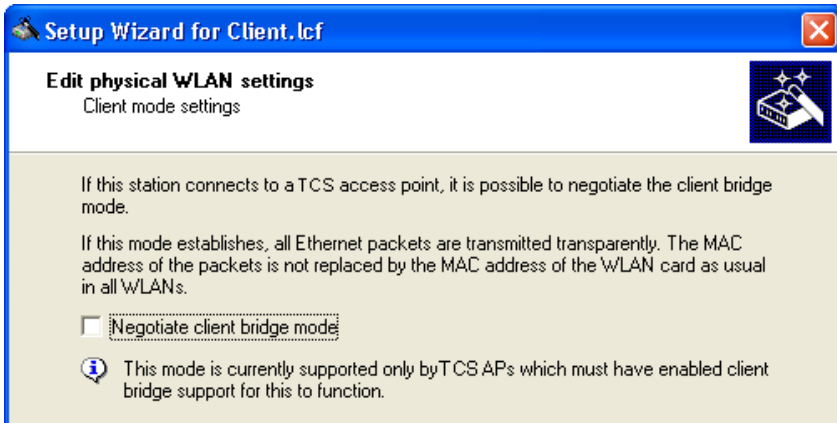 Setup Wizard for Client.lcf
Edit physical WLAN settings
Client mode settings
If this station connects to a TCS access point, it is possible to negotiate the client bridge
mode.
If this mode establishes, all Ethernet packets are transmitted transparently. The MAC
address of the packets is not replaced by the MAC address of the WLAN card as usual
in all WLANs.
Negotiate client bridge mode
This mode is currently supported only byTCS APs which must have enabled client
bridge support for this to function.